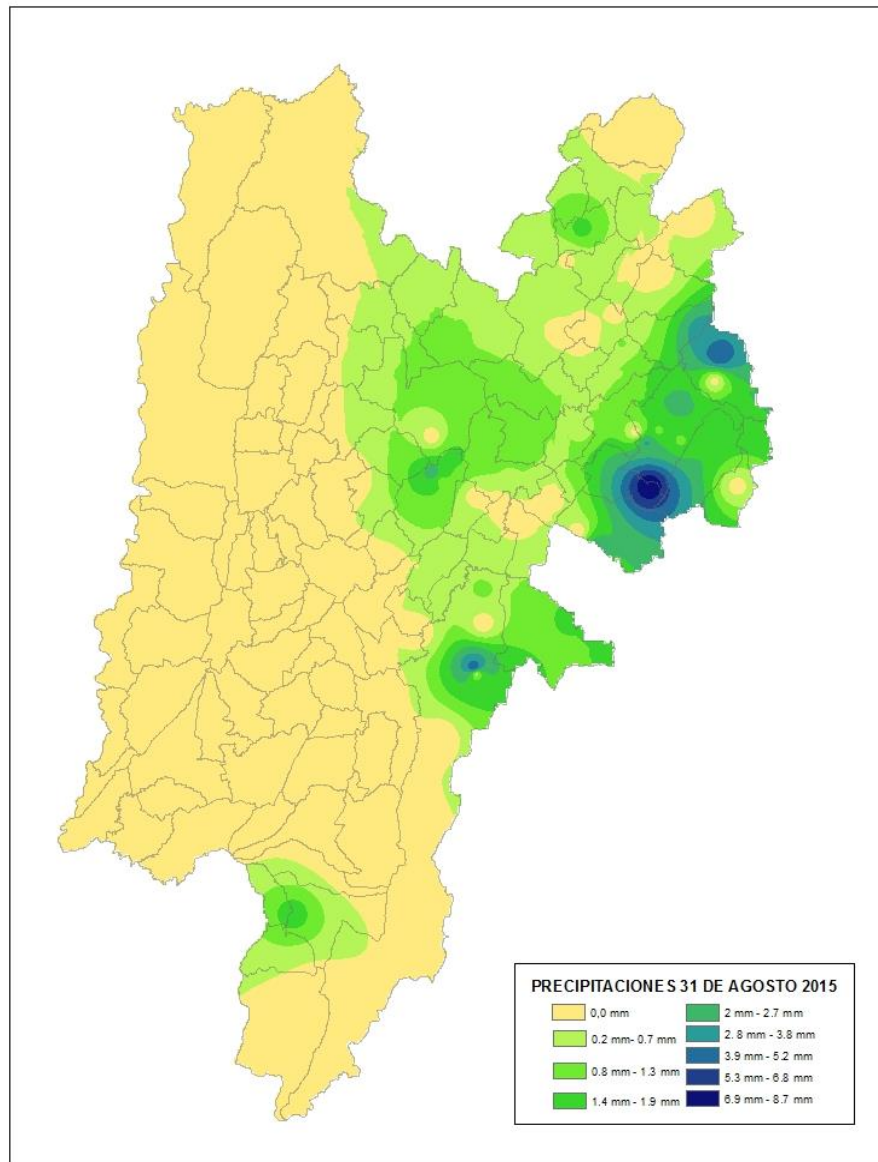 PRECIPITACIONES 31 DE AGOSTO 2015
0,0 mm
0.2 mm- 0.7 mm
0.8 mm - 1.3 mm
1.4 mm - 1.9 mm
2 mm - 2.7 mm
2.8 mm - 3.8 mm
3.9 mm - 5.2 mm
5.3 mm - 6.8 mm
6.9 mm - 8.7 mm